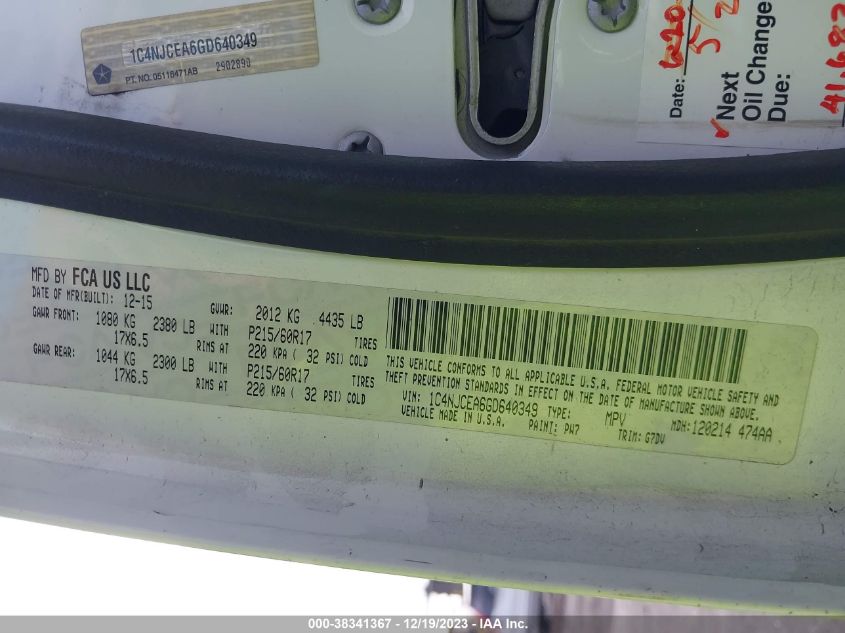 1C4NJCEA6GD640349
PT. NO. 05116471AB 2902890
Date:
Next
Oil Change
Due:
MFD BY FCA US LLC
DATE OF MFR(BUILT): 12-15
GVWR: 2012 KG 4435 LB
GAWR FRONT: 1080 KG 2380 LB WITH P215/60R17 TIRES
17X6.5 RIMS AT 220 KPA ( 32 PSI) COLD
GAWR REAR: 1044 KG 2300 LB WITH P215/60R17 TIRES
17X6.5 RIMS AT 220 KPA ( 32 PSI) COLD
THIS VEHICLE CONFORMS TO ALL APPLICABLE U.S.A. FEDERAL MOTOR VEHICLE SAFETY AND
THEFT PREVENTION STANDARDS IN EFFECT ON THE DATE OF MANUFACTURE SHOWN ABOVE.
VIN: 1C4NJCEA6GD640349 TYPE: MPV MDH: 120214 474AA
VEHICLE MADE IN U.S.A. PAINT: PW7 TRIM: G7DV
000-38341367 - 12/19/2023 - IAA Inc.